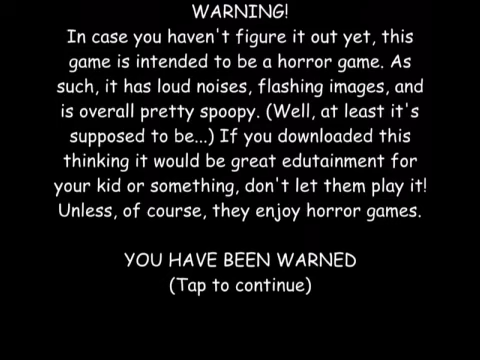 WARNING!
In case you haven't figure it out yet, this
game is intended to be a horror game. As
such, it has loud noises, flashing images, and
is overall pretty spoopy. (Well, at least it's
supposed to be...) If you downloaded this
thinking it would be great edutainment for
your kid or something, don't let them play it!
Unless, of course, they enjoy horror games.
YOU HAVE BEEN WARNED
(Tap to continue)